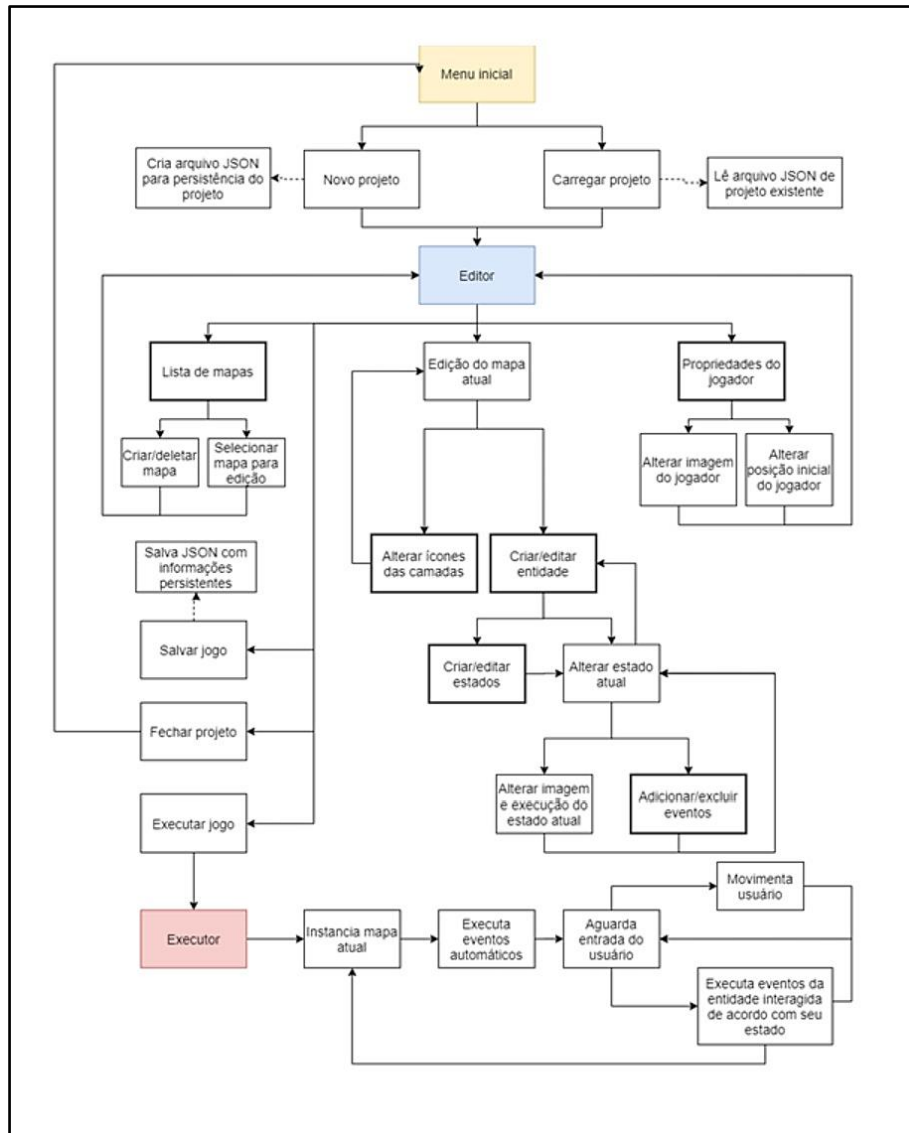 Menu inicial
Cria arquivo JSON
para persistência do
projeto
Novo projeto
Carregar projeto
Lê arquivo JSON de
projeto existente
Editor
Lista de mapas
Edição do mapa
atual
Propriedades do
jogador
Criar/deletar
mapa
Selecionar
mapa para
edição
Alterar imagem
do jogador
Alterar
posição inicial
do jogador
Salva JSON com
informações
persistentes
Alterar ícones
das camadas
Criar/editar
entidade
Salvar jogo
Criar/editar
estados
Alterar estado
atual
Fechar projeto
Alterar imagem
e execução do
estado atual
Adicionar/excluir
eventos
Executar jogo
Movimenta
usuário
Executor
Instancia mapa
atual
Executa
eventos
automáticos
Aguarda
entrada do
usuário
Executa eventos da
entidade interagida
de acordo com seu
estado